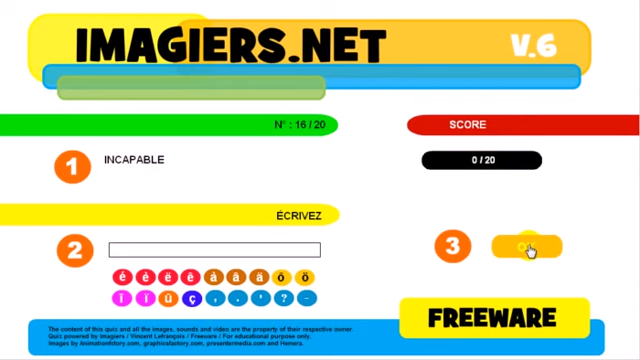 IMAGIERS.NET
V.6
N° : 16 / 20
SCORE
1
INCAPABLE
0 / 20
ÉCRIVEZ
2
3
FREEWARE
The content of this quiz and all the images, sounds and video are the property of their respective owner.
Quiz powered by Imagiers / Vincent Lefrançois / Freeware / For educational purpose only.
Images by Animationfctory.com, graphicsfactory.com, presentermedia.com and Hemera.